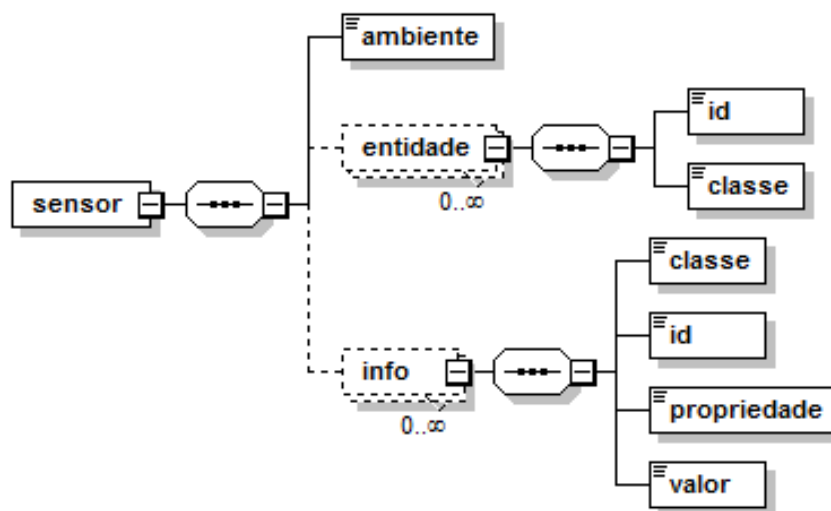 ambiente
entidade
0..∞
id
classe
sensor
info
0..∞
classe
id
propriedade
valor